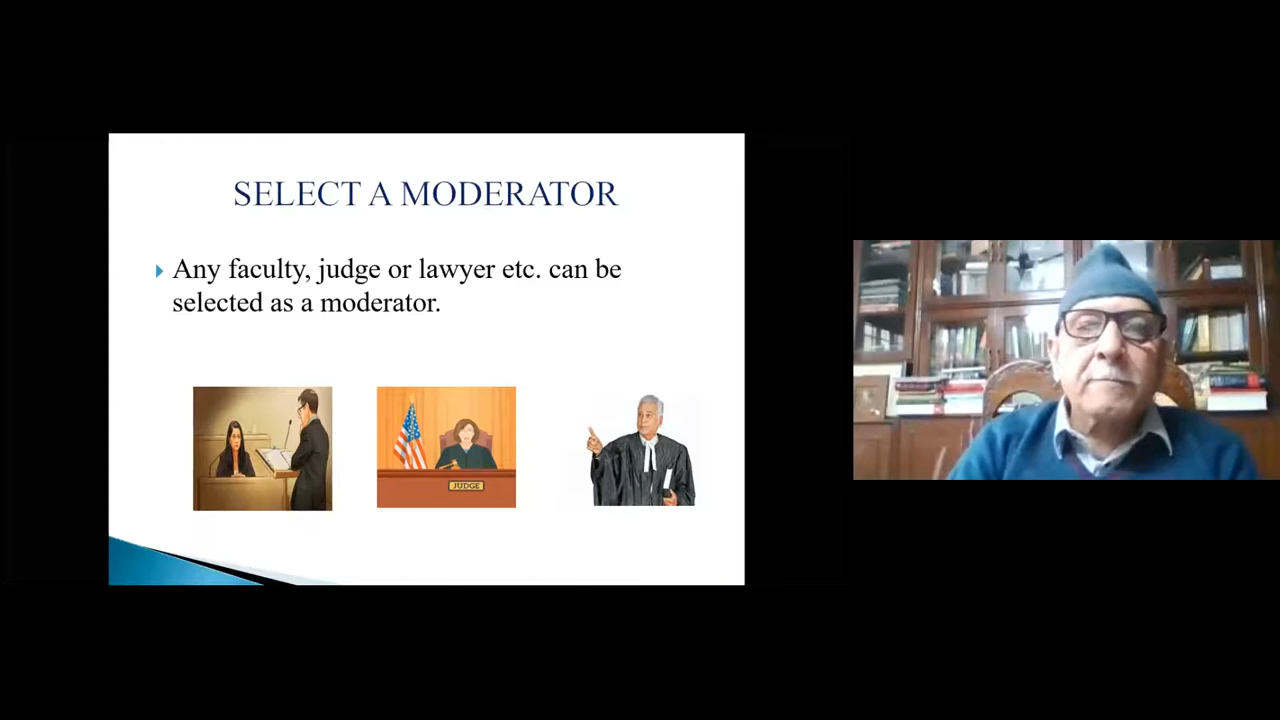 SELECT A MODERATOR
Any faculty, judge or lawyer etc. can be
selected as a moderator.
JUDGE